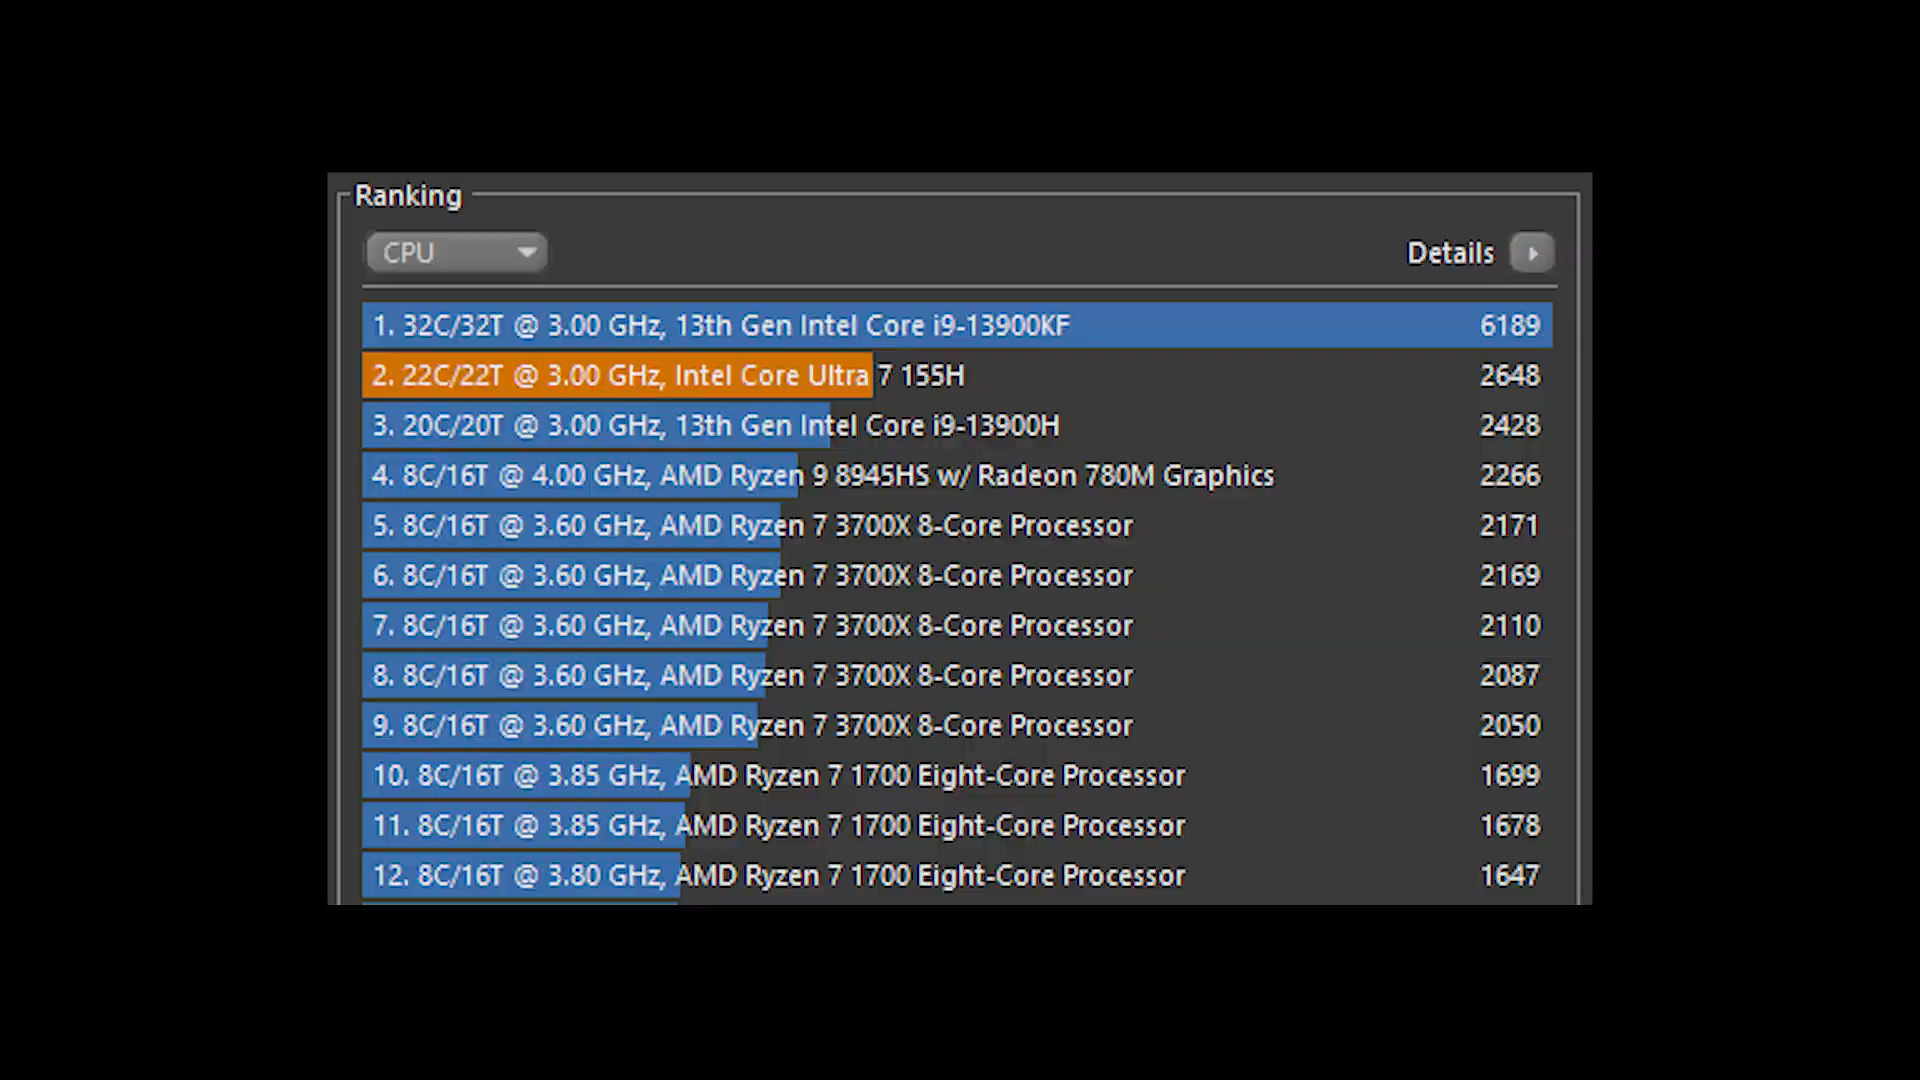 Ranking
CPU
Details
1. 32C/32T @ 3.00 GHz, 13th Gen Intel Core i9-13900KF 6189
2. 22C/22T @ 3.00 GHz, Intel Core Ultra 7 155H 2648
3. 20C/20T @ 3.00 GHz, 13th Gen Intel Core i9-13900H 2428
4. 8C/16T @ 4.00 GHz, AMD Ryzen 9 8945HS w/ Radeon 780M Graphics 2266
5. 8C/16T @ 3.60 GHz, AMD Ryzen 7 3700X 8-Core Processor 2171
6. 8C/16T @ 3.60 GHz, AMD Ryzen 7 3700X 8-Core Processor 2169
7. 8C/16T @ 3.60 GHz, AMD Ryzen 7 3700X 8-Core Processor 2110
8. 8C/16T @ 3.60 GHz, AMD Ryzen 7 3700X 8-Core Processor 2087
9. 8C/16T @ 3.60 GHz, AMD Ryzen 7 3700X 8-Core Processor 2050
10. 8C/16T @ 3.85 GHz, AMD Ryzen 7 1700 Eight-Core Processor 1699
11. 8C/16T @ 3.85 GHz, AMD Ryzen 7 1700 Eight-Core Processor 1678
12. 8C/16T @ 3.80 GHz, AMD Ryzen 7 1700 Eight-Core Processor 1647